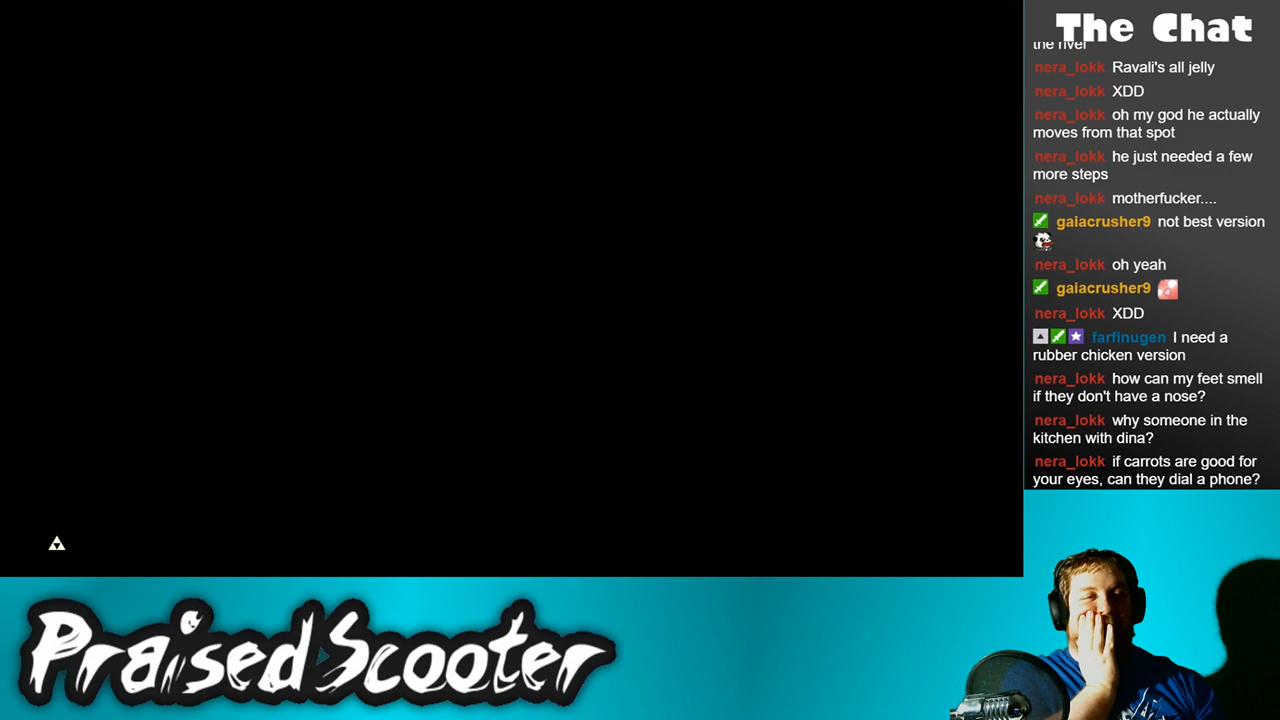 The Chat
the river
nera_lokk Ravali's all jelly
nera_lokk XDD
nera_lokk oh my god he actually
moves from that spot
nera_lokk he just needed a few
more steps
nera_lokk motherfucker....
gaiacrusher9 not best version
nera_lokk oh yeah
gaiacrusher9
nera_lokk XDD
farfinugen I need a
rubber chicken version
nera_lokk how can my feet smell
if they don't have a nose?
nera_lokk why someone in the
kitchen with dina?
nera_lokk if carrots are good for
your eyes, can they dial a phone?
PraisedScooter